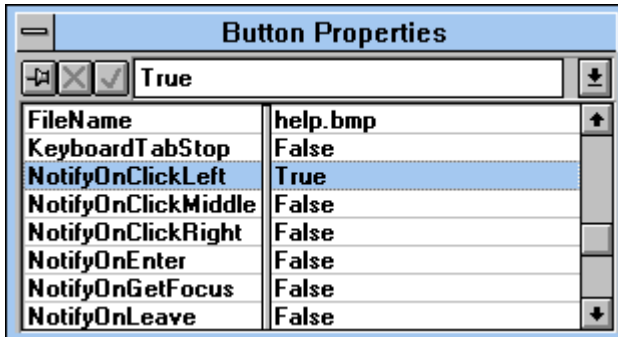 Button Properties
True
FileName help.bmp
KeyboardTabStop False
NotifyOnClickLeft True
NotifyOnClickMiddle False
NotifyOnClickRight False
NotifyOnEnter False
NotifyOnGetFocus False
NotifyOnLeave False